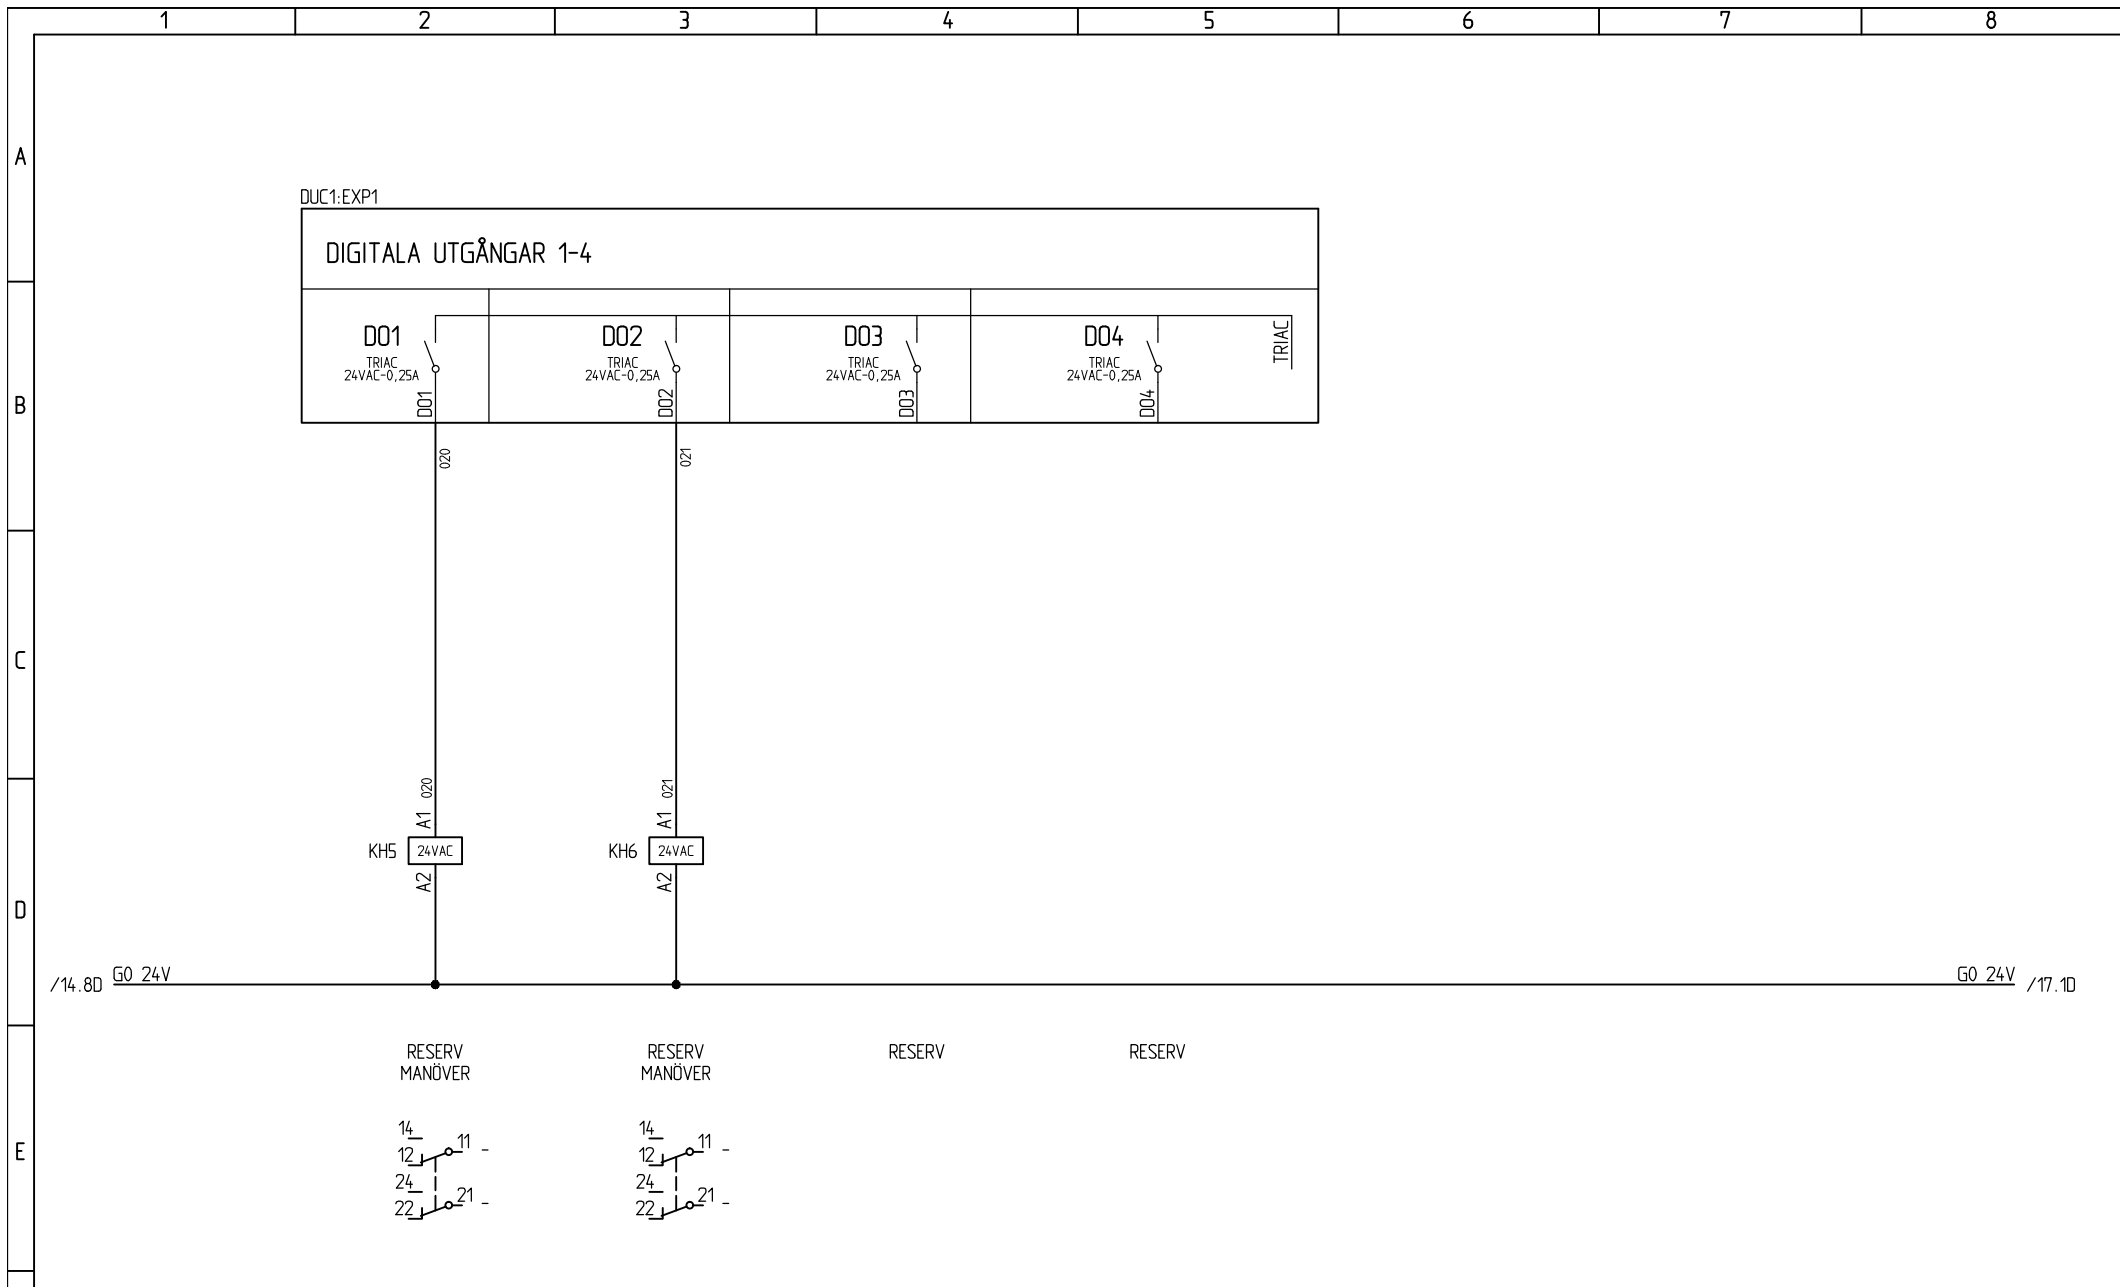 1 2 3 4 5 6 7 8
A
DUC1:EXP1
DIGITALA UTGÅNGAR 1-4
DO1
TRIAC
24VAC-0,25A
DO1
DO2
TRIAC
24VAC-0,25A
DO2
DO3
TRIAC
24VAC-0,25A
DO3
DO4
TRIAC
24VAC-0,25A
DO4
TRIAC
B
020
021
C
020
A1
KH5
24VAC
A2
021
A1
KH6
24VAC
A2
D
/14.8D
G0 24V
G0 24V
/17.1D
RESERV
MANÖVER
RESERV
MANÖVER
RESERV
RESERV
E
14
12
11 -
24
22
21 -
14
12
11 -
24
22
21 -